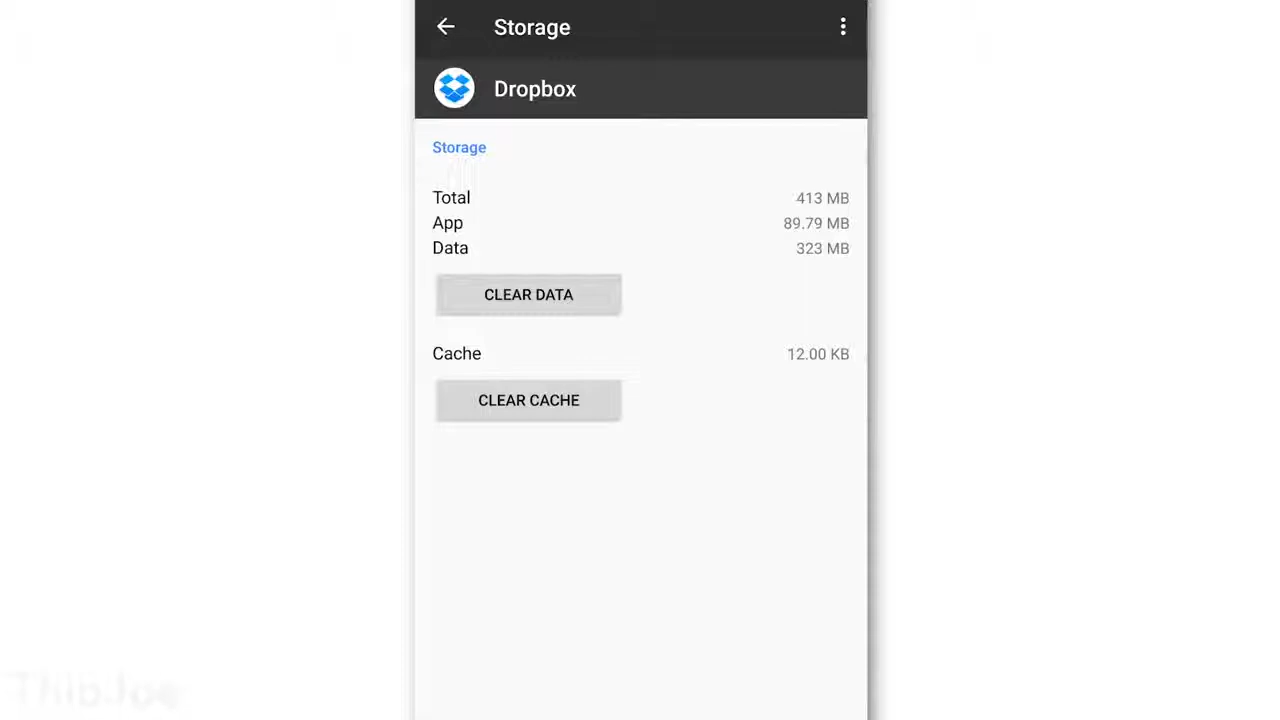 Storage
Dropbox
Storage
Total 413 MB
App 89.79 MB
Data 323 MB
CLEAR DATA
Cache 12.00 KB
CLEAR CACHE
ThioJoe